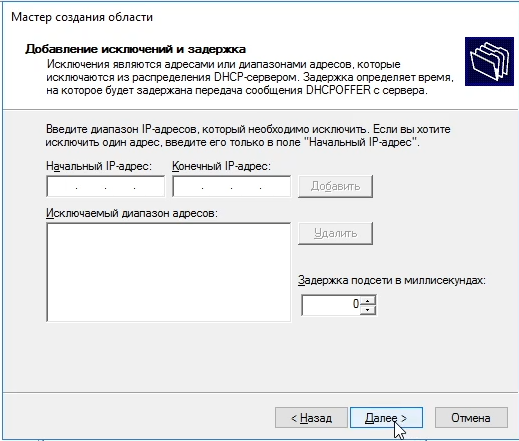 Мастер создания области
Добавление исключений и задержка
Исключения являются адресами или диапазонами адресов, которые
исключаются из распределения DHCP-сервером. Задержка определяет время,
на которое будет задержана передача сообщения DHCPOFFER с сервера.
Введите диапазон IP-адресов, который необходимо исключить. Если вы хотите
исключить один адрес, введите его только в поле "Начальный IP-адрес".
Начальный IP-адрес: Конечный IP-адрес:
. . . . . . Добавить
Исключаемый диапазон адресов:
Удалить
Задержка подсети в миллисекундах:
0
< Назад Далее > Отмена